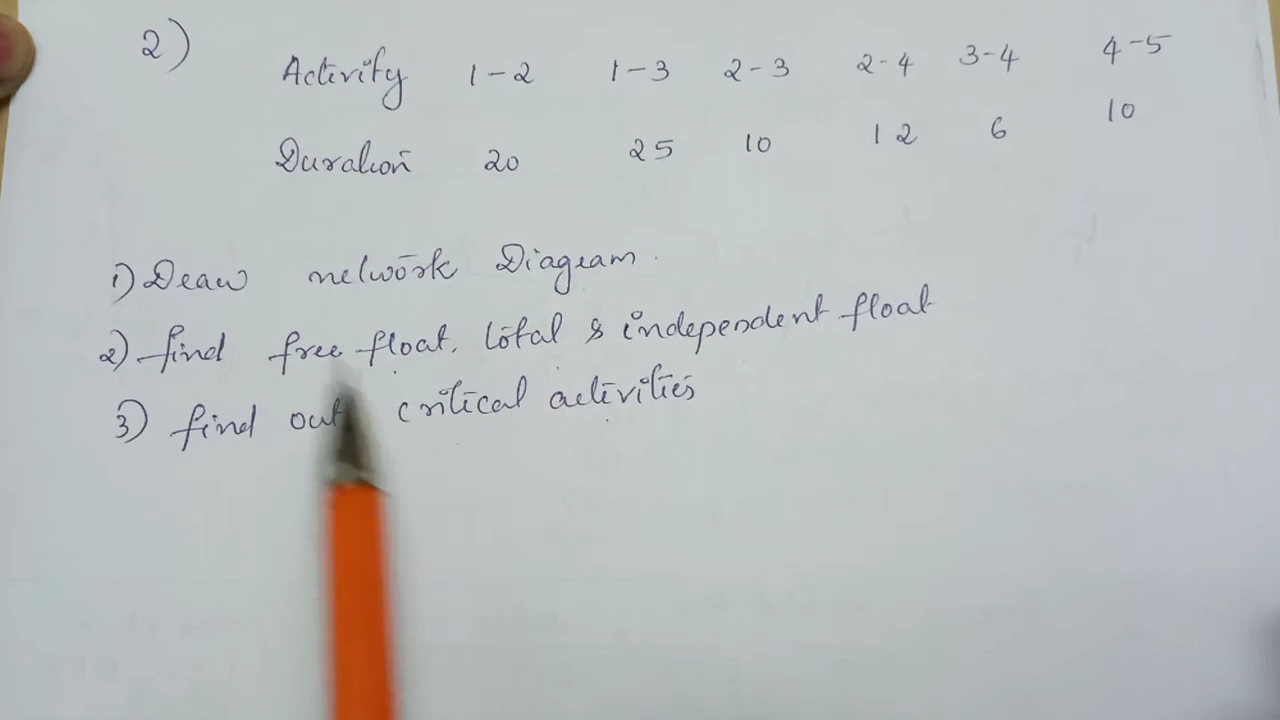 2)
Activity 1-2 1-3 2-3 2-4 3-4 4-5
Duration 20 25 10 12 6 10
1) Draw network Diagram.
2) find free float, total & independent float
3) find out critical activities